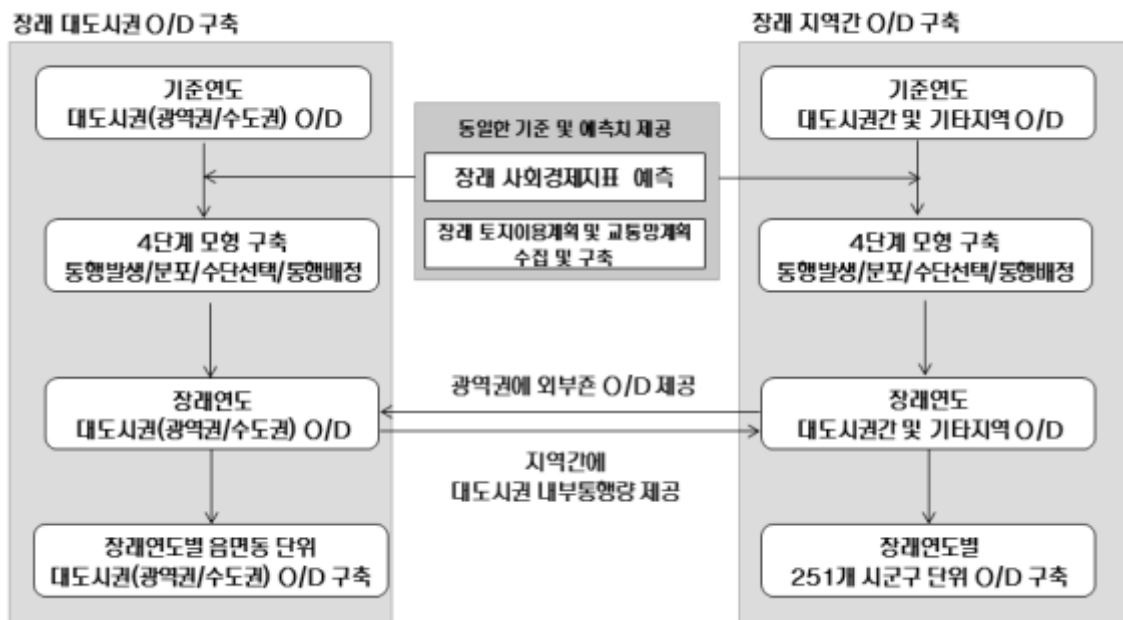 장래 대도시권 O/D 구축
기준연도
대도시권(광역권/수도권) O/D
4단계 모형 구축
통행발생/분포/수단선택/통행배정
장래연도
대도시권(광역권/수도권) O/D
장래연도별 읍면동 단위
대도시권(광역권/수도권) O/D 구축
동일한 기준 및 예측치 제공
장래 사회경제지표 예측
장래 토지이용계획 및 교통망계획
수집 및 구축
광역권에 외부존 O/D 제공
지역간에
대도시권 내부통행량 제공
장래 지역간 O/D 구축
기준연도
대도시권간 및 기타지역 O/D
4단계 모형 구축
통행발생/분포/수단선택/통행배정
장래연도
대도시권간 및 기타지역 O/D
장래연도별
251개 시군구 단위 O/D 구축